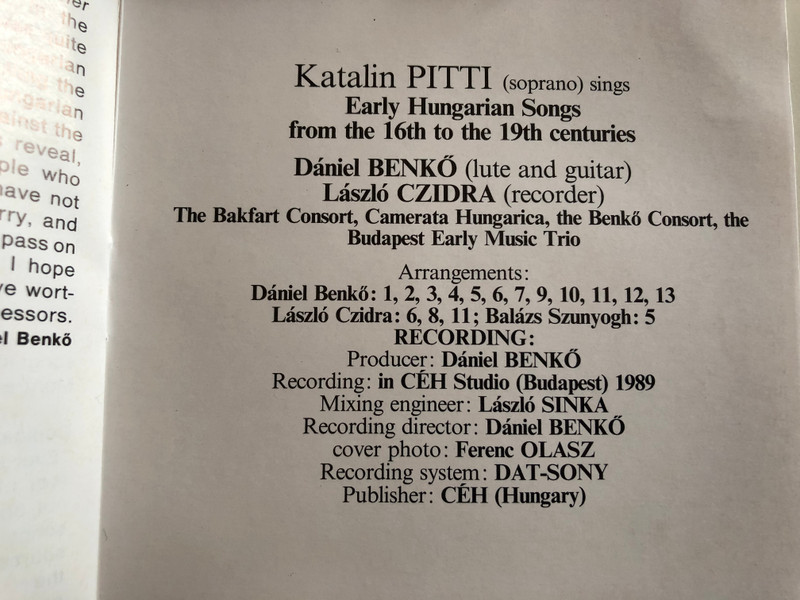 the
an
the
the
reveal,
who
have not
and
pass on
I hope
wort-
essors.
Benkő
Katalin PITTI (soprano) sings
Early Hungarian Songs
from the 16th to the 19th centuries
Dániel BENKŐ (lute and guitar)
László CZIDRA (recorder)
The Bakfart Consort, Camerata Hungarica, the Benkő Consort, the
Budapest Early Music Trio
Arrangements:
Dániel Benkő: 1, 2, 3, 4, 5, 6, 7, 9, 10, 11, 12, 13
László Czidra: 6, 8, 11; Balázs Szunyogh: 5
RECORDING:
Producer: Dániel BENKŐ
Recording: in CÉH Studio (Budapest) 1989
Mixing engineer: László SINKA
Recording director: Dániel BENKŐ
cover photo: Ferenc OLASZ
Recording system: DAT-SONY
Publisher: CÉH (Hungary)